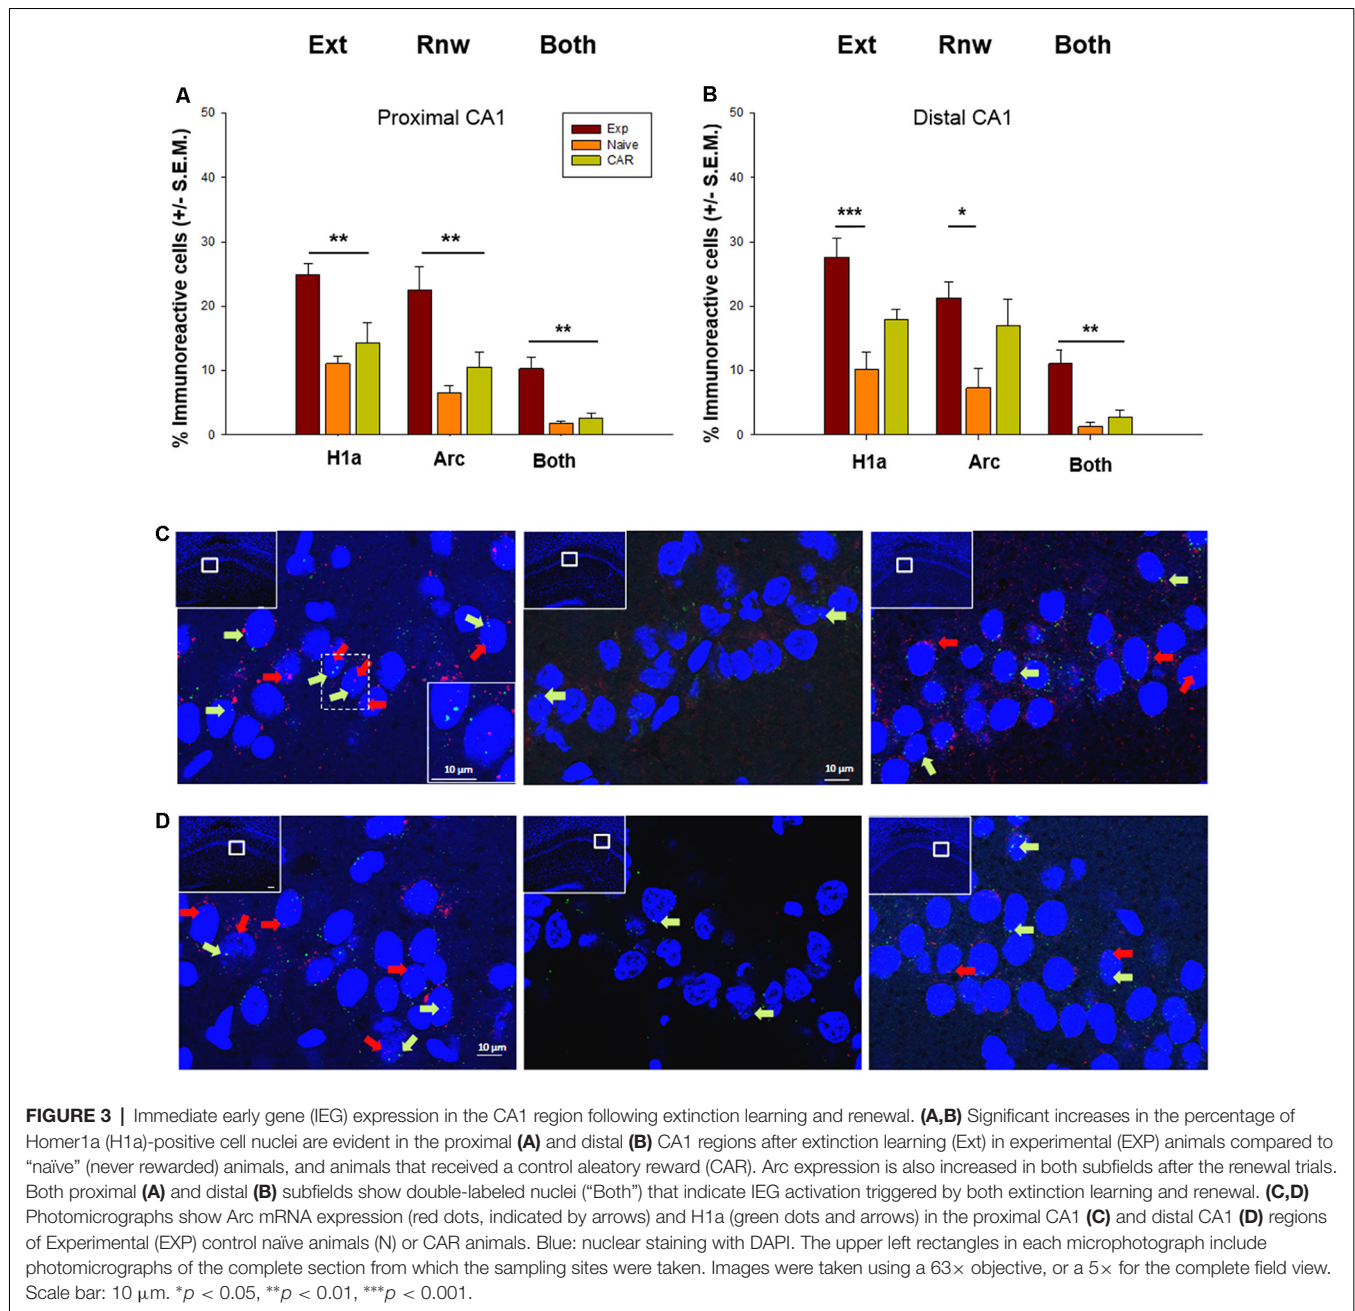 Ext Rnw Both
Ext Rnw Both
A
Proximal CA1
% Immunoreactive cells (+/- S.E.M.)
50
40
30
20
10
0
Exp
Naive
CAR
**
**
**
H1a
Arc
Both
B
Distal CA1
% Immunoreactive cells (+/- S.E.M.)
50
40
30
20
10
0
***
*
**
H1a
Arc
Both
C
10 µm
10 µm
D
10 µm
FIGURE 3 | Immediate early gene (IEG) expression in the CA1 region following extinction learning and renewal. (A,B) Significant increases in the percentage of
Homer1a (H1a)-positive cell nuclei are evident in the proximal (A) and distal (B) CA1 regions after extinction learning (Ext) in experimental (EXP) animals compared to
“naïve” (never rewarded) animals, and animals that received a control aleatory reward (CAR). Arc expression is also increased in both subfields after the renewal trials.
Both proximal (A) and distal (B) subfields show double-labeled nuclei (“Both”) that indicate IEG activation triggered by both extinction learning and renewal. (C,D)
Photomicrographs show Arc mRNA expression (red dots, indicated by arrows) and H1a (green dots and arrows) in the proximal CA1 (C) and distal CA1 (D) regions
of Experimental (EXP) control naïve animals (N) or CAR animals. Blue: nuclear staining with DAPI. The upper left rectangles in each microphotograph include
photomicrographs of the complete section from which the sampling sites were taken. Images were taken using a 63× objective, or a 5× for the complete field view.
Scale bar: 10 µm. *p < 0.05, **p < 0.01, ***p < 0.001.